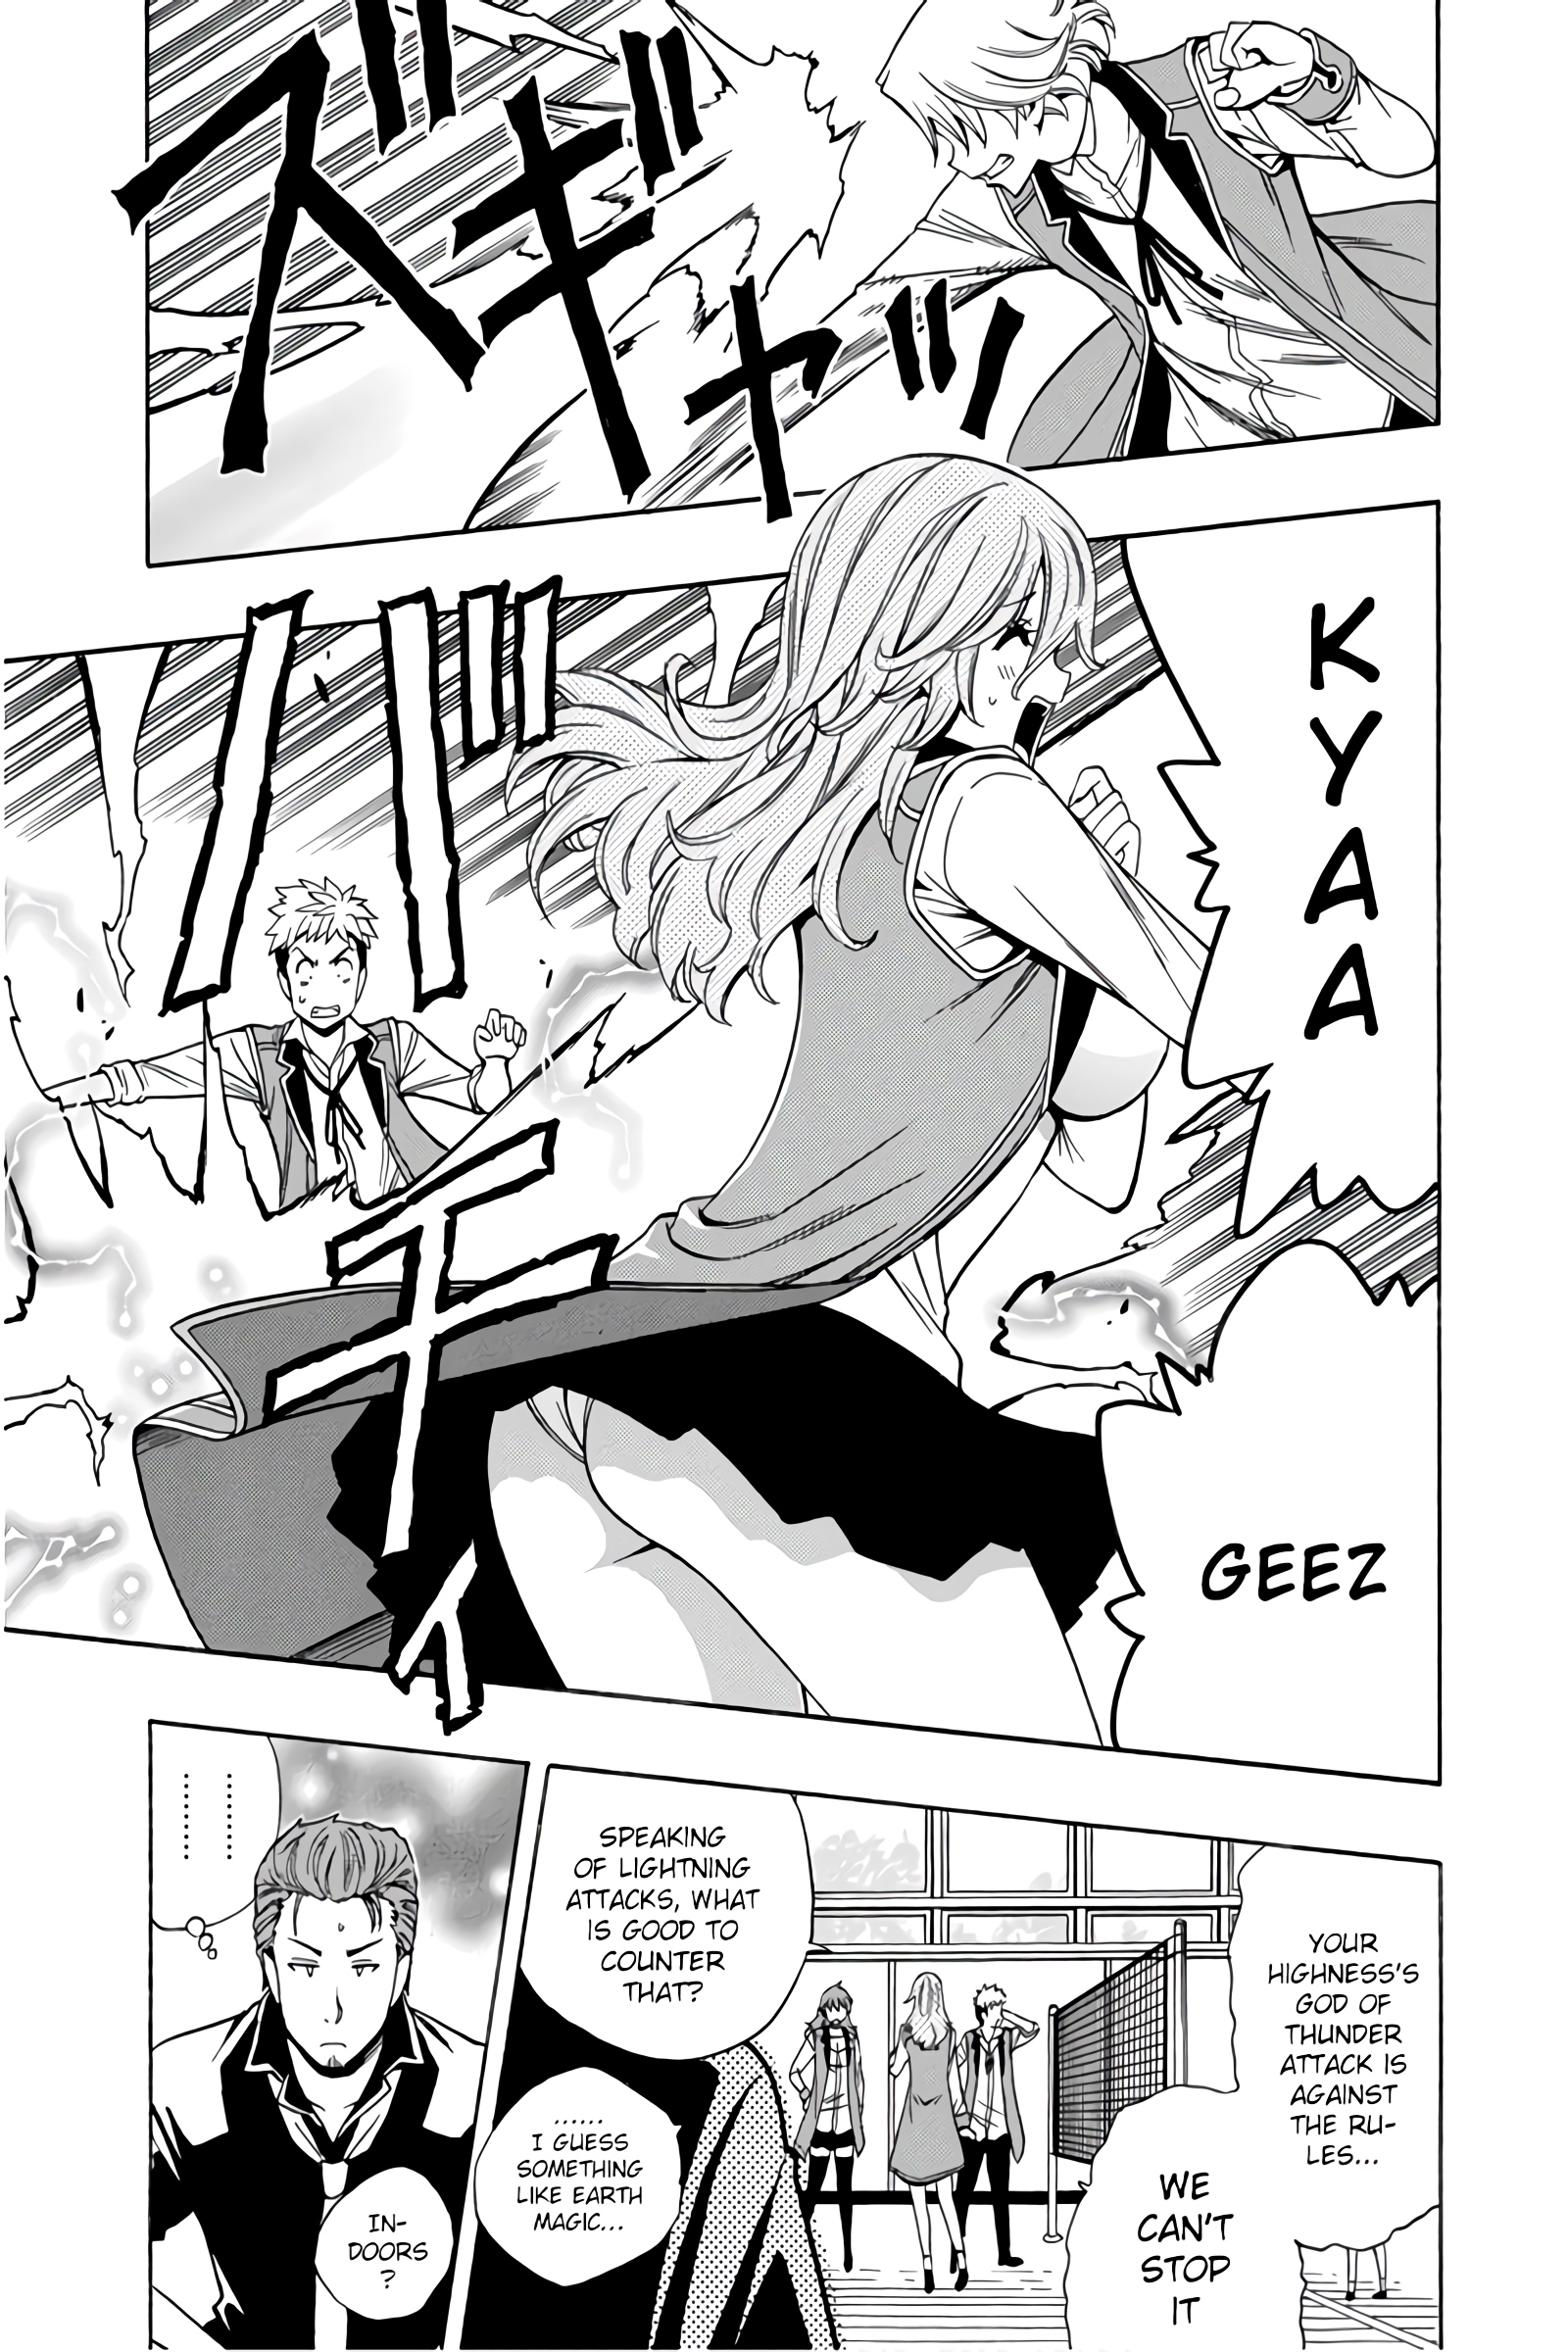 ズギャッ
KYAA
バチィ
GEEZ
YOUR
HIGHNESS'S
GOD OF
THUNDER
ATTACK IS
AGAINST
THE RU-
LES...
WE
CAN'T
STOP
IT
SPEAKING
OF LIGHTNING
ATTACKS, WHAT
IS GOOD TO
COUNTER
THAT?
......
I GUESS
SOMETHING
LIKE EARTH
MAGIC...
IN-
DOORS
?